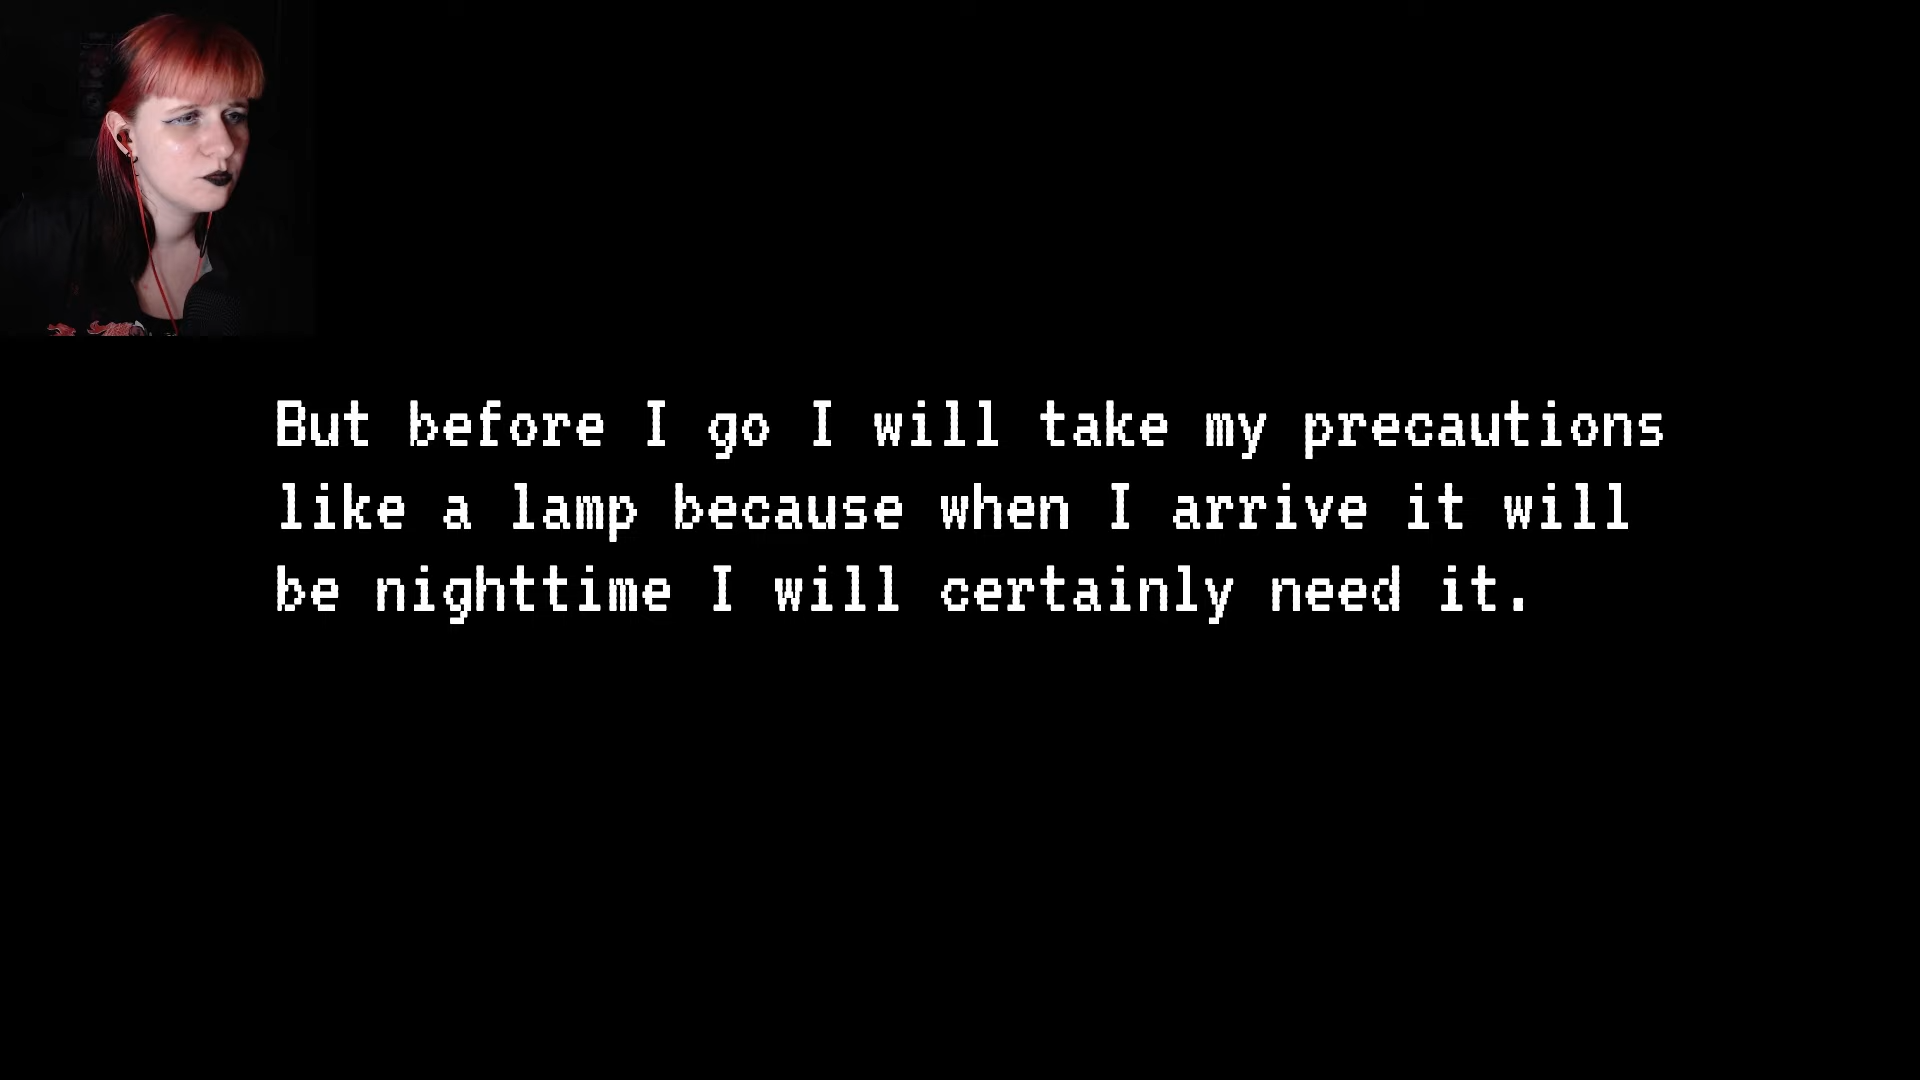 But before I go I will take my precautions
like a lamp because when I arrive it will
be nighttime I will certainly need it.